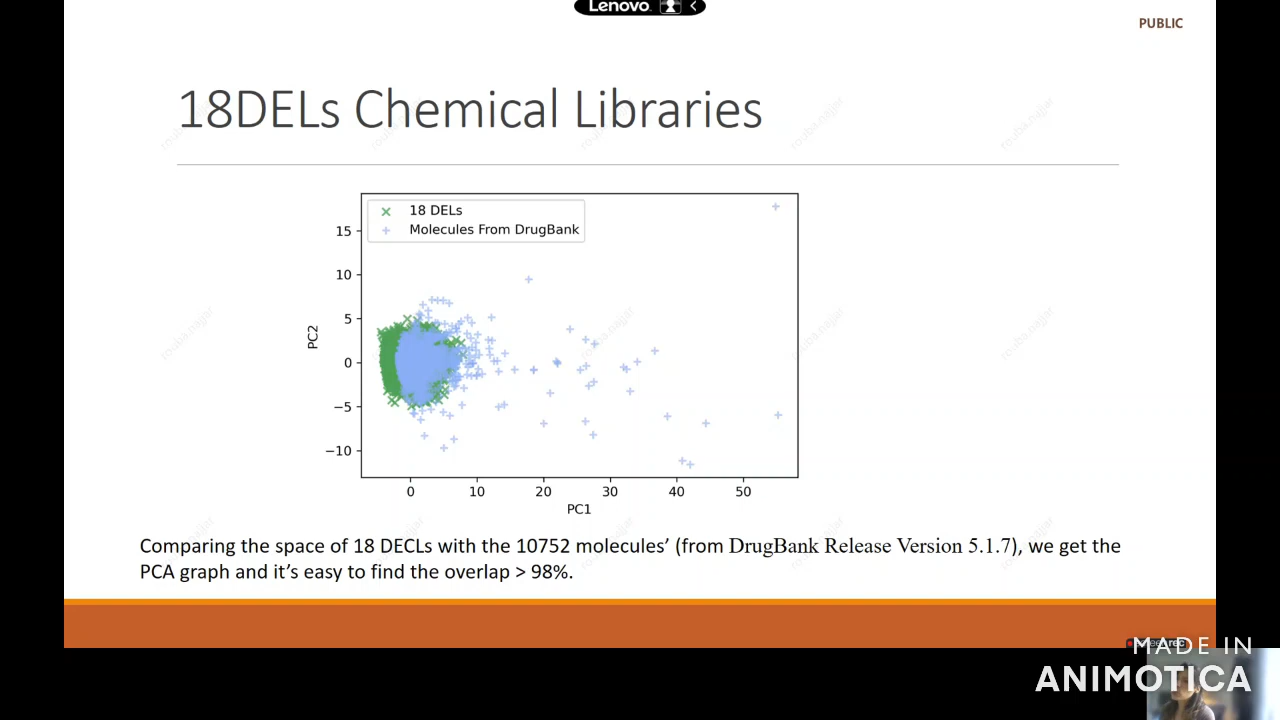 Lenovo
PUBLIC
18DELs Chemical Libraries
18 DELs
Molecules From DrugBank
15
10
5
0
−5
−10
PC2
0 10 20 30 40 50
PC1
Comparing the space of 18 DECLs with the 10752 molecules’ (from DrugBank Release Version 5.1.7), we get the
PCA graph and it’s easy to find the overlap > 98%.
rouba.najjar
MADE IN
ANIMOTICA